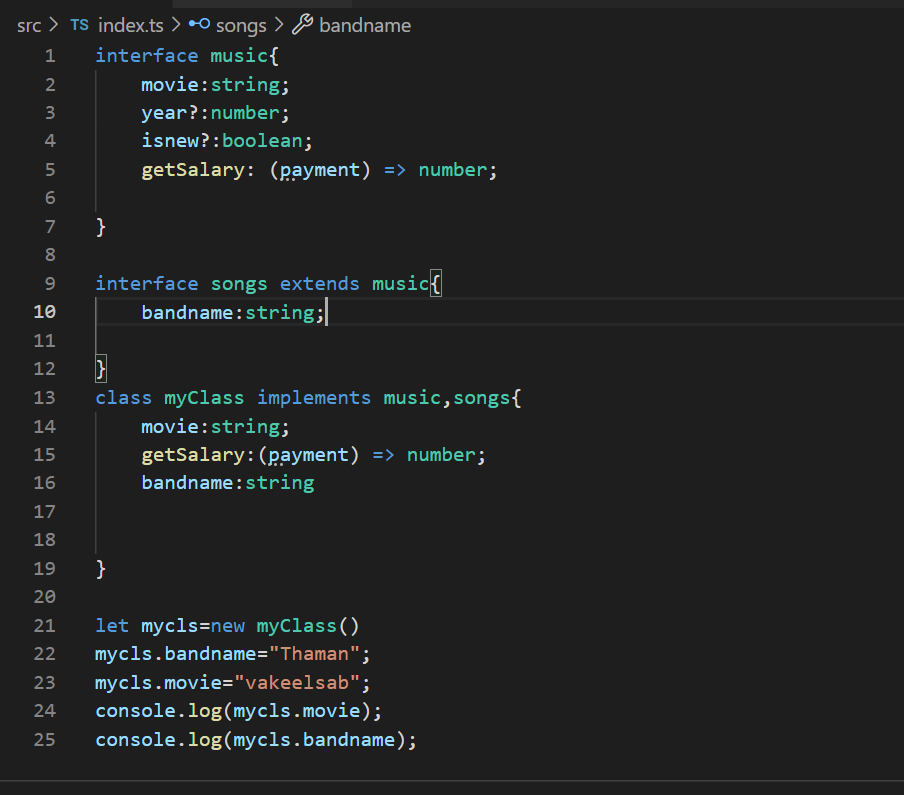 src > TS index.ts > songs > bandname
1 interface music{
2     movie:string;
3     year?:number;
4     isnew?:boolean;
5     getSalary: (payment) => number;
6
7 }
8
9 interface songs extends music{
10     bandname:string;
11
12 }
13 class myClass implements music,songs{
14     movie:string;
15     getSalary:(payment) => number;
16     bandname:string
17
18
19 }
20
21 let mycls=new myClass()
22 mycls.bandname="Thaman";
23 mycls.movie="vakeelsab";
24 console.log(mycls.movie);
25 console.log(mycls.bandname);